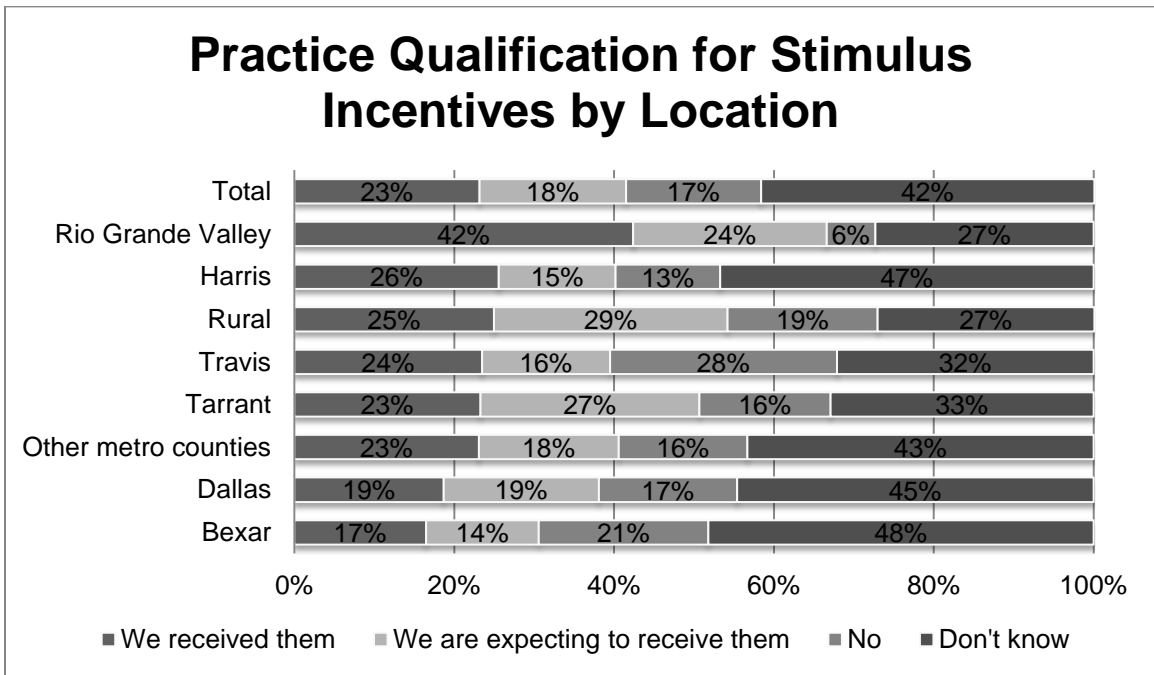 Practice Qualification for Stimulus
Incentives by Location
Total 23% 18% 17% 42%
Rio Grande Valley 42% 24% 6% 27%
Harris 26% 15% 13% 47%
Rural 25% 29% 19% 27%
Travis 24% 16% 28% 32%
Tarrant 23% 27% 16% 33%
Other metro counties 23% 18% 16% 43%
Dallas 19% 19% 17% 45%
Bexar 17% 14% 21% 48%
0% 20% 40% 60% 80% 100%
We received them We are expecting to receive them No Don't know